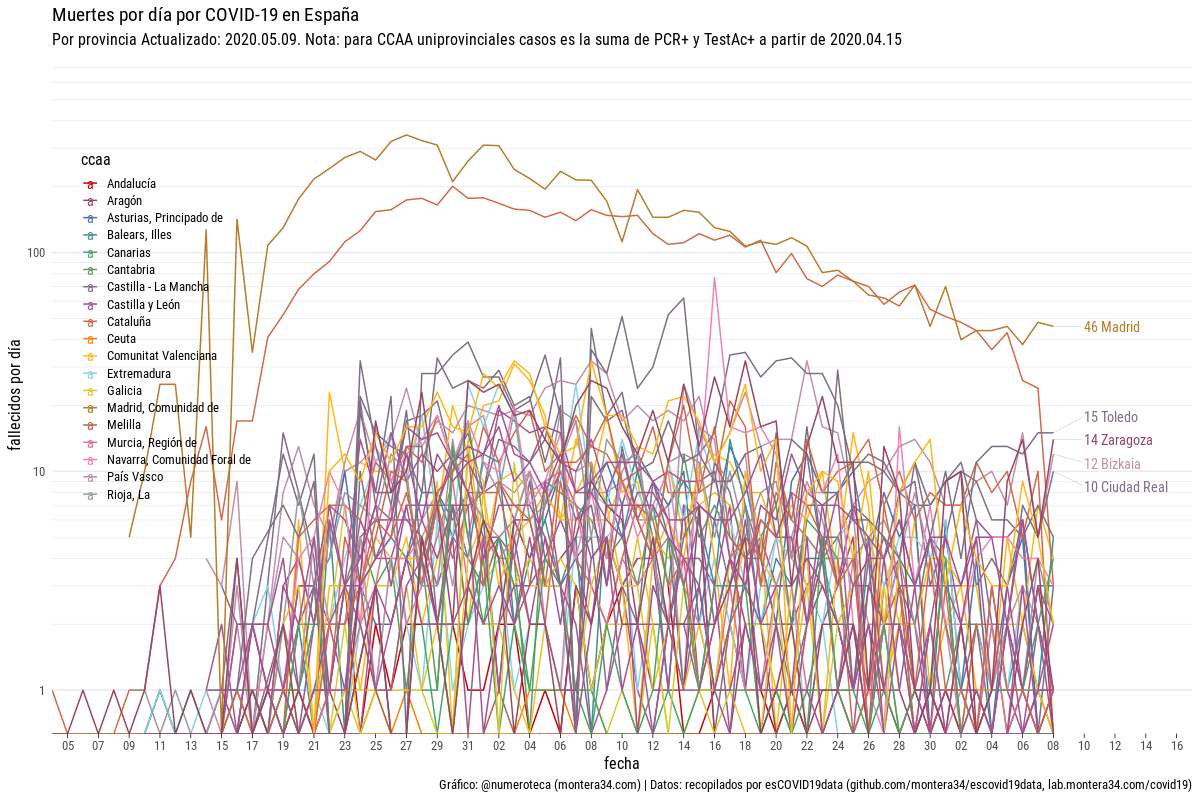 Muertes por día por COVID-19 en España
Por provincia Actualizado: 2020.05.09. Nota: para CCAA uniprovinciales casos es la suma de PCR+ y TestAc+ a partir de 2020.04.15
ccaa
a Andalucía
a Aragón
a Asturias, Principado de
a Balears, Illes
a Canarias
a Cantabria
a Castilla - La Mancha
a Castilla y León
a Cataluña
a Ceuta
a Comunitat Valenciana
a Extremadura
a Galicia
a Madrid, Comunidad de
a Melilla
a Murcia, Región de
a Navarra, Comunidad Foral de
a País Vasco
a Rioja, La
fallecidos por día
100
10
1
46 Madrid
15 Toledo
14 Zaragoza
12 Bizkaia
10 Ciudad Real
05 07 09 11 13 15 17 19 21 23 25 27 29 31 02 04 06 08 10 12 14 16 18 20 22 24 26 28 30 02 04 06 08 10 12 14 16
fecha
Gráfico: @numeroteca (montera34.com) | Datos: recopilados por esCOVID19data (github.com/montera34/escovid19data, lab.montera34.com/covid19)